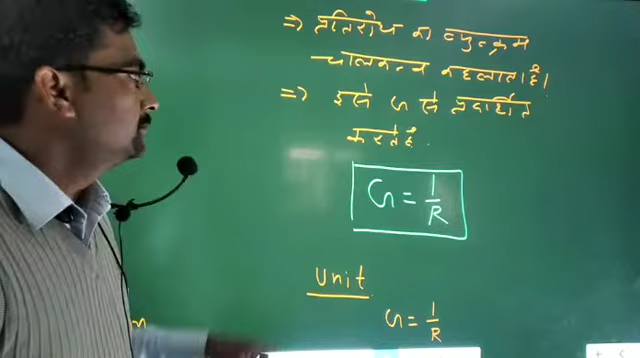 ⇒ प्रतिरोध का व्युत्क्रम
चालकत्व कहलाता है।
⇒ इसे G से प्रदर्शित
करते हैं.
G = 1/R
Unit
G = 1/R